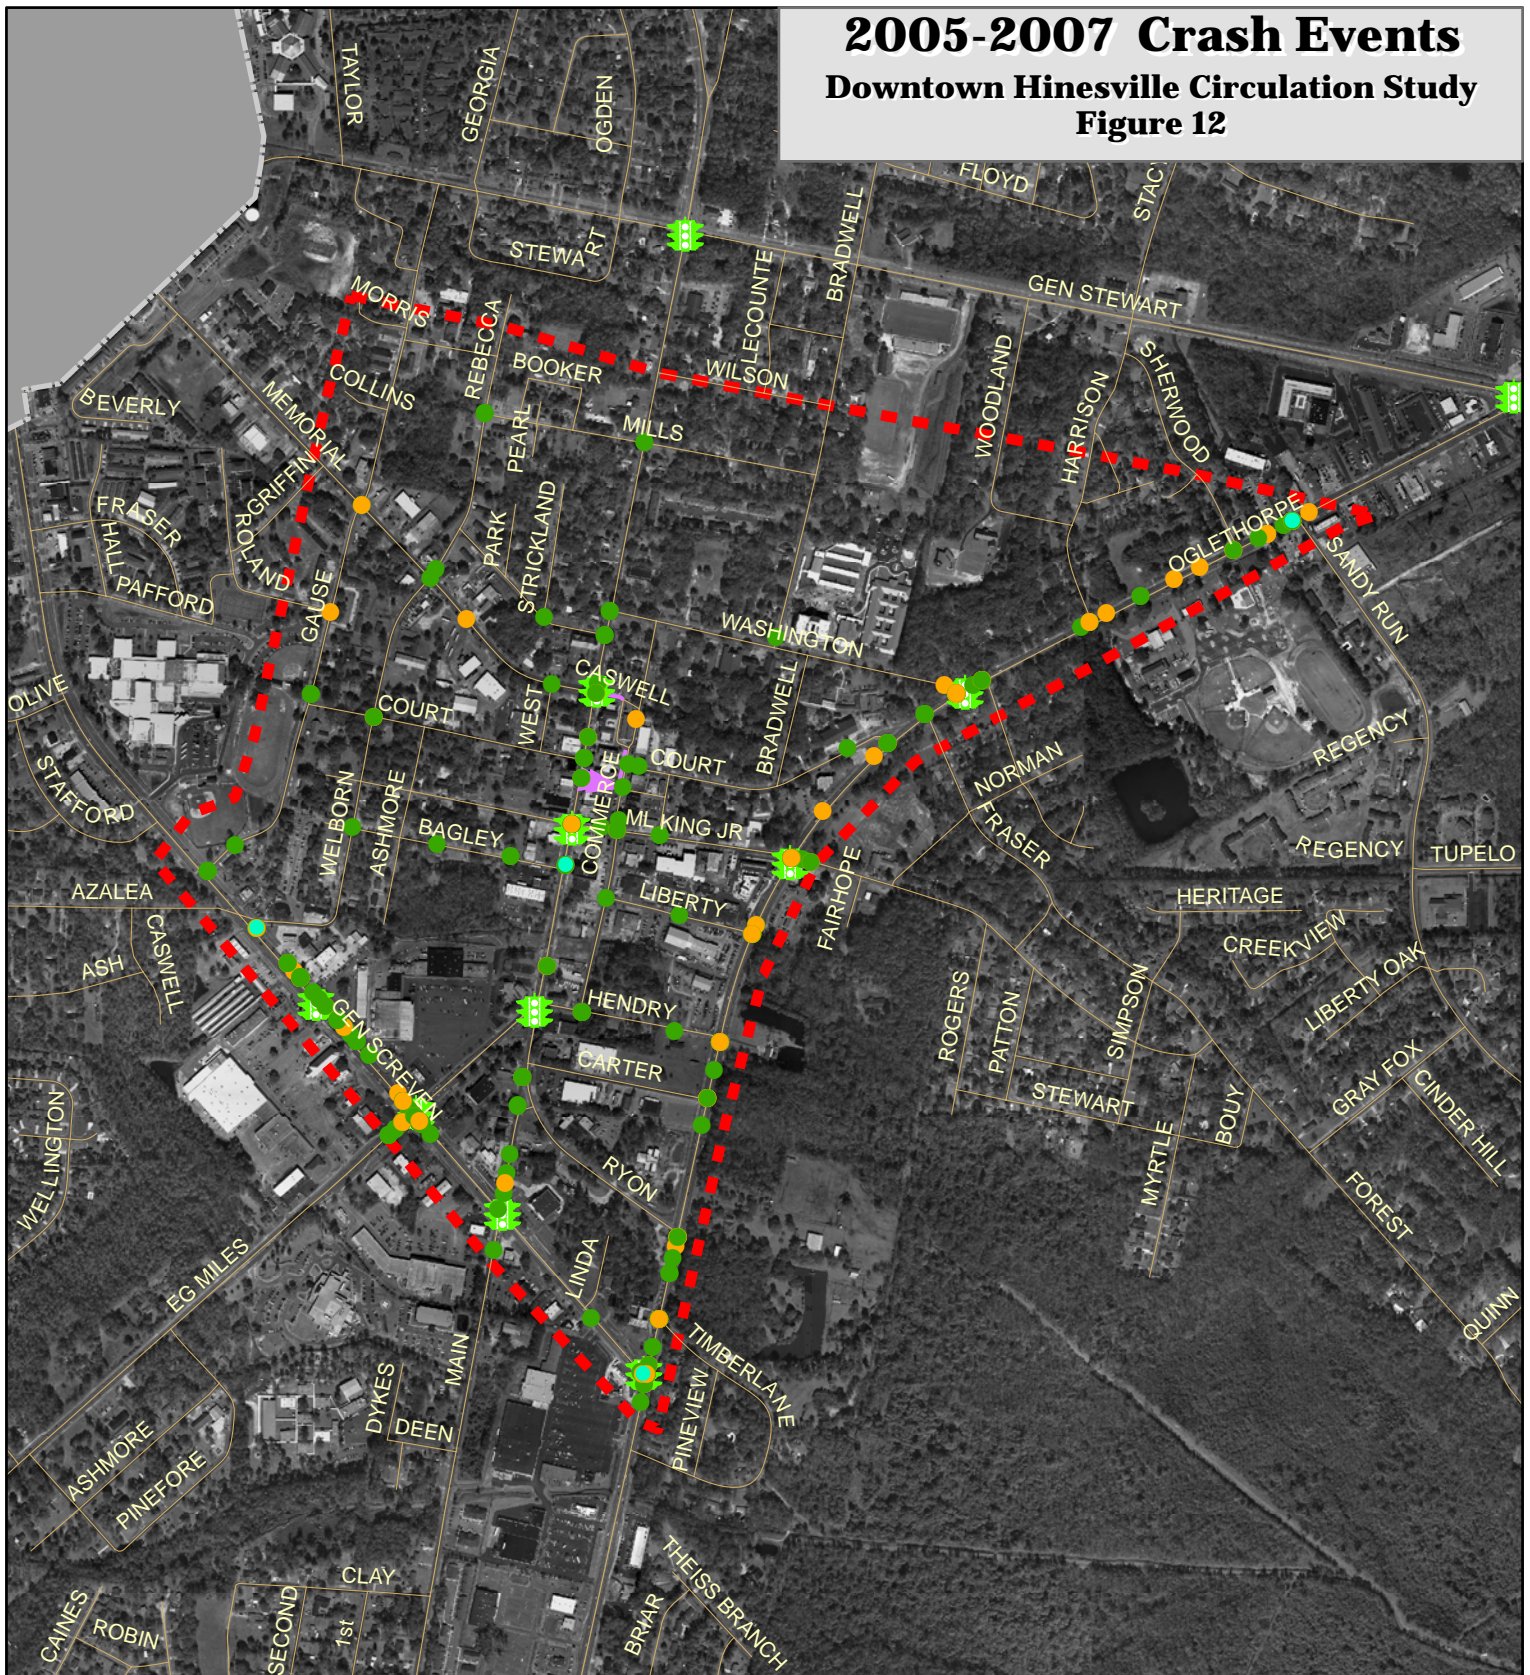 2005-2007 Crash Events
Downtown Hinesville Circulation Study
Figure 12
TAYLOR
GEORGIA
OGDEN
FLOYD
STACY
BRADWELL
STEWA
RT
LECOUNTE
GEN STEWART
MORRIS
REBECCA
BOOKER
WILSON
WOODLAND
SHERWOOD
HARRISON
COLLINS
BEVERLY
MEMORIAL
PEARL
MILLS
GRIFFIN
FRASER
HALL
ROLAND
PAFFORD
PARK
STRICKLAND
OGLETHORPE
SANDY RUN
GAUSE
WASHINGTON
CASWELL
OLIVE
COURT
WEST
BRADWELL
COURT
REGENCY
NORMAN
STAFFORD
WELBORN
ASHMORE
COMMERCE
BAGLEY
ML KING JR
FRASER
REGENCY
TUPELO
FAIRHOPE
AZALEA
LIBERTY
HERITAGE
CASWELL
ASH
CREEKVIEW
LIBERTY OAK
ROGERS
PATTON
SIMPSON
GEN SCREVEN
HENDRY
CARTER
STEWART
BOUY
GRAY FOX
CINDER HILL
WELLINGTON
RYON
MYRTLE
FOREST
EG MILES
LINDA
QUINN
MAIN
TIMBERLANE
DYKES
DEEN
PINEVIEW
ASHMORE
PINEFORE
THEISS BRANCH
CLAY
CAINES
ROBIN
SECOND
1st
BRIAR